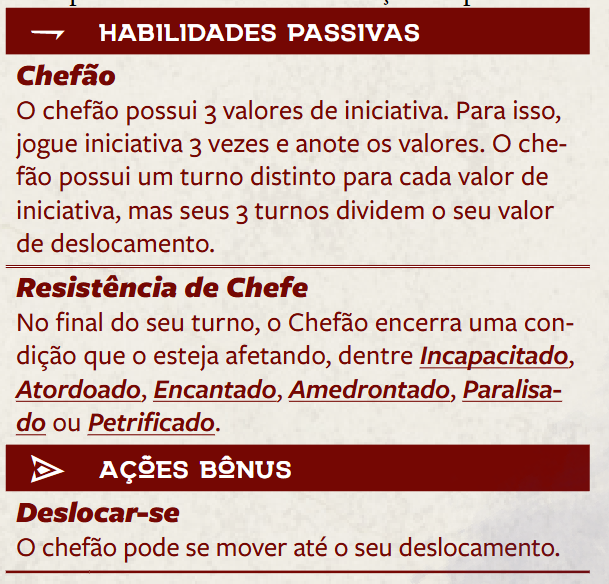 HABILIDADES PASSIVAS
Chefão
O chefão possui 3 valores de iniciativa. Para isso,
jogue iniciativa 3 vezes e anote os valores. O che-
fão possui um turno distinto para cada valor de
iniciativa, mas seus 3 turnos dividem o seu valor
de deslocamento.
Resistência de Chefe
No final do seu turno, o Chefão encerra uma con-
dição que o esteja afetando, dentre Incapacitado,
Atordoado, Encantado, Amedrontado, Paralisa-
do ou Petrificado.
AÇÕES BÔNUS
Deslocar-se
O chefão pode se mover até o seu deslocamento.